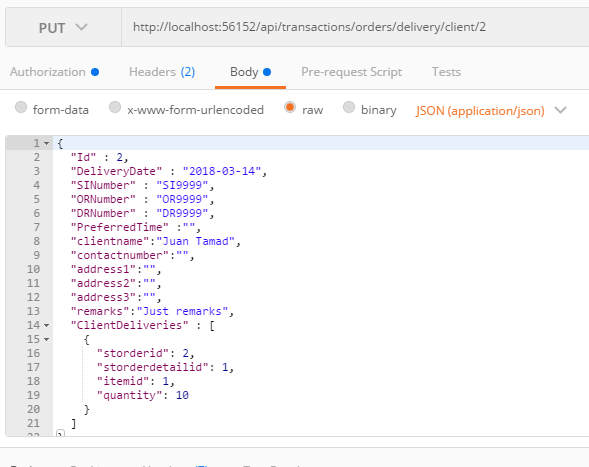 PUT http://localhost:56152/api/transactions/orders/delivery/client/2
Authorization Headers (2) Body Pre-request Script Tests
form-data x-www-form-urlencoded raw binary JSON (application/json)
1 {
2 "Id" : 2,
3 "DeliveryDate" : "2018-03-14",
4 "SINumber" : "SI9999",
5 "ORNumber" : "OR9999",
6 "DRNumber" : "DR9999",
7 "PreferredTime" :"",
8 "clientname":"Juan Tamad",
9 "contactnumber":"",
10 "address1":"",
11 "address2":"",
12 "address3":"",
13 "remarks":"Just remarks",
14 "ClientDeliveries" : [
15 {
16 "storderid": 2,
17 "storderdetailid": 1,
18 "itemid": 1,
19 "quantity": 10
20 }
21 ]
22 }